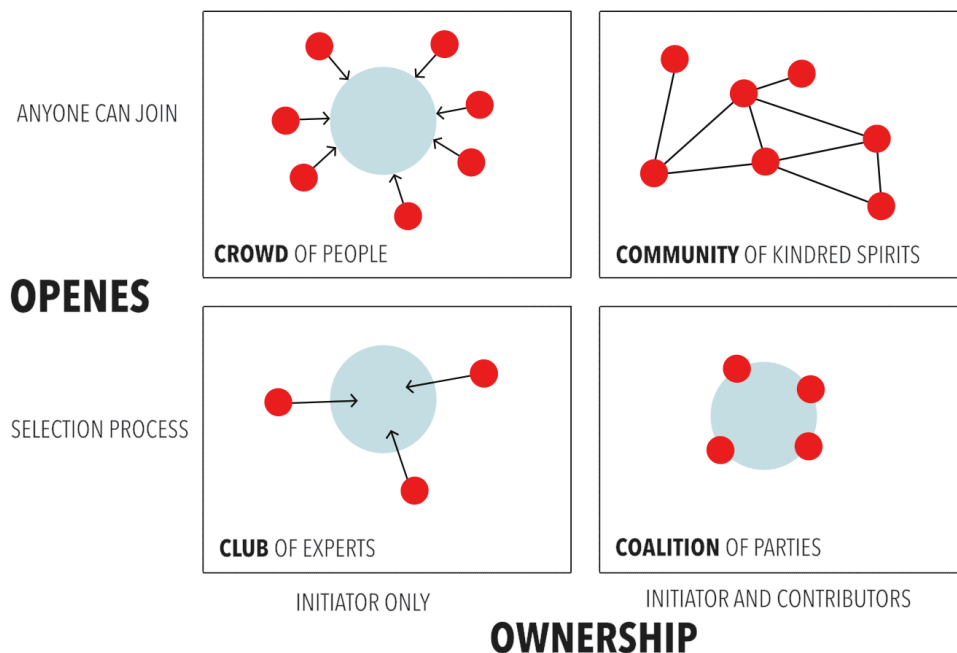 ANYONE CAN JOIN
CROWD OF PEOPLE
COMMUNITY OF KINDRED SPIRITS
OPENES
SELECTION PROCESS
CLUB OF EXPERTS
COALITION OF PARTIES
INITIATOR ONLY
INITIATOR AND CONTRIBUTORS
OWNERSHIP